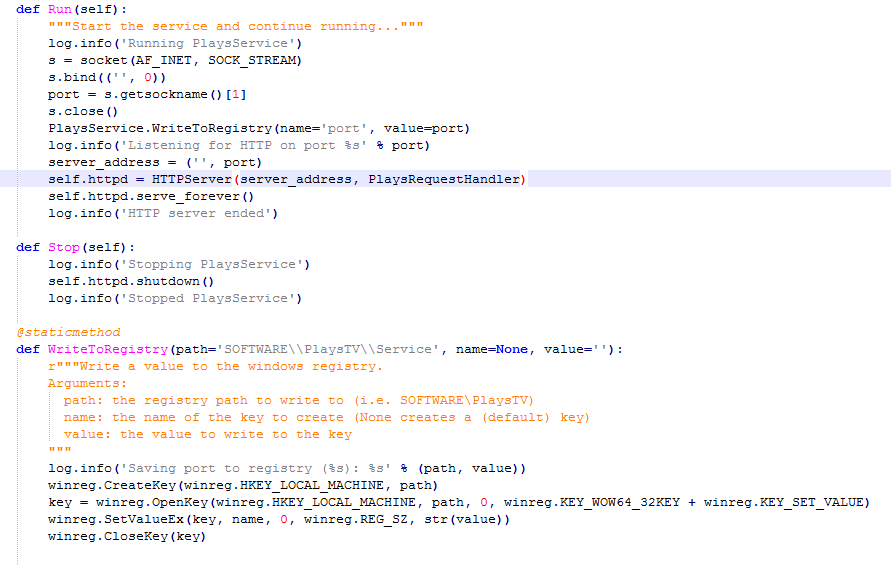 def Run(self):
    """Start the service and continue running..."""
    log.info('Running PlaysService')
    s = socket(AF_INET, SOCK_STREAM)
    s.bind(('', 0))
    port = s.getsockname()[1]
    s.close()
    PlaysService.WriteToRegistry(name='port', value=port)
    log.info('Listening for HTTP on port %s' % port)
    server_address = ('', port)
    self.httpd = HTTPServer(server_address, PlaysRequestHandler)
    self.httpd.serve_forever()
    log.info('HTTP server ended')

def Stop(self):
    log.info('Stopping PlaysService')
    self.httpd.shutdown()
    log.info('Stopped PlaysService')

@staticmethod
def WriteToRegistry(path='SOFTWARE\\PlaysTV\\Service', name=None, value=''):
    r"""Write a value to the windows registry.
    Arguments:
      path: the registry path to write to (i.e. SOFTWARE\PlaysTV)
      name: the name of the key to create (None creates a (default) key)
      value: the value to write to the key
    """
    log.info('Saving port to registry (%s): %s' % (path, value))
    winreg.CreateKey(winreg.HKEY_LOCAL_MACHINE, path)
    key = winreg.OpenKey(winreg.HKEY_LOCAL_MACHINE, path, 0, winreg.KEY_WOW64_32KEY + winreg.KEY_SET_VALUE)
    winreg.SetValueEx(key, name, 0, winreg.REG_SZ, str(value))
    winreg.CloseKey(key)